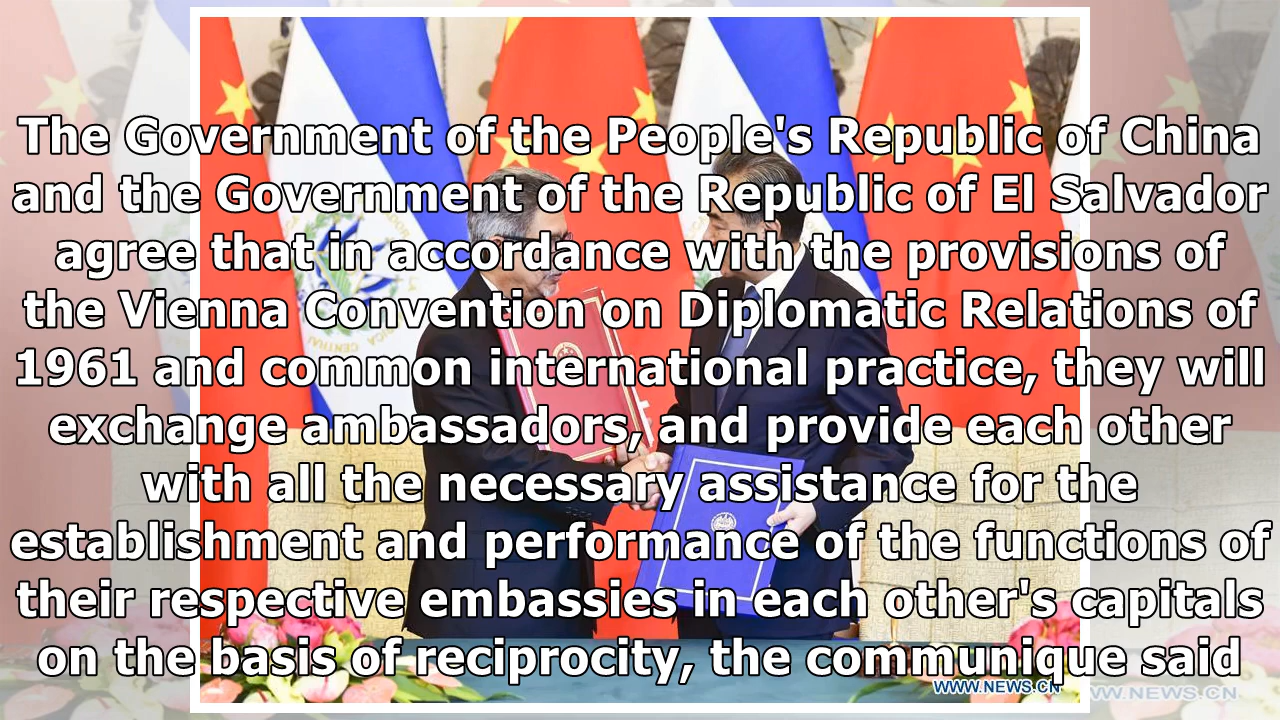 The Government of the People's Republic of China
and the Government of the Republic of El Salvador
agree that in accordance with the provisions of
the Vienna Convention on Diplomatic Relations of
1961 and common international practice, they will
exchange ambassadors, and provide each other
with all the necessary assistance for the
establishment and performance of the functions of
their respective embassies in each other's capitals
on the basis of reciprocity, the communique said
WWW.NEWS.CN
WWW.NEWS.CN